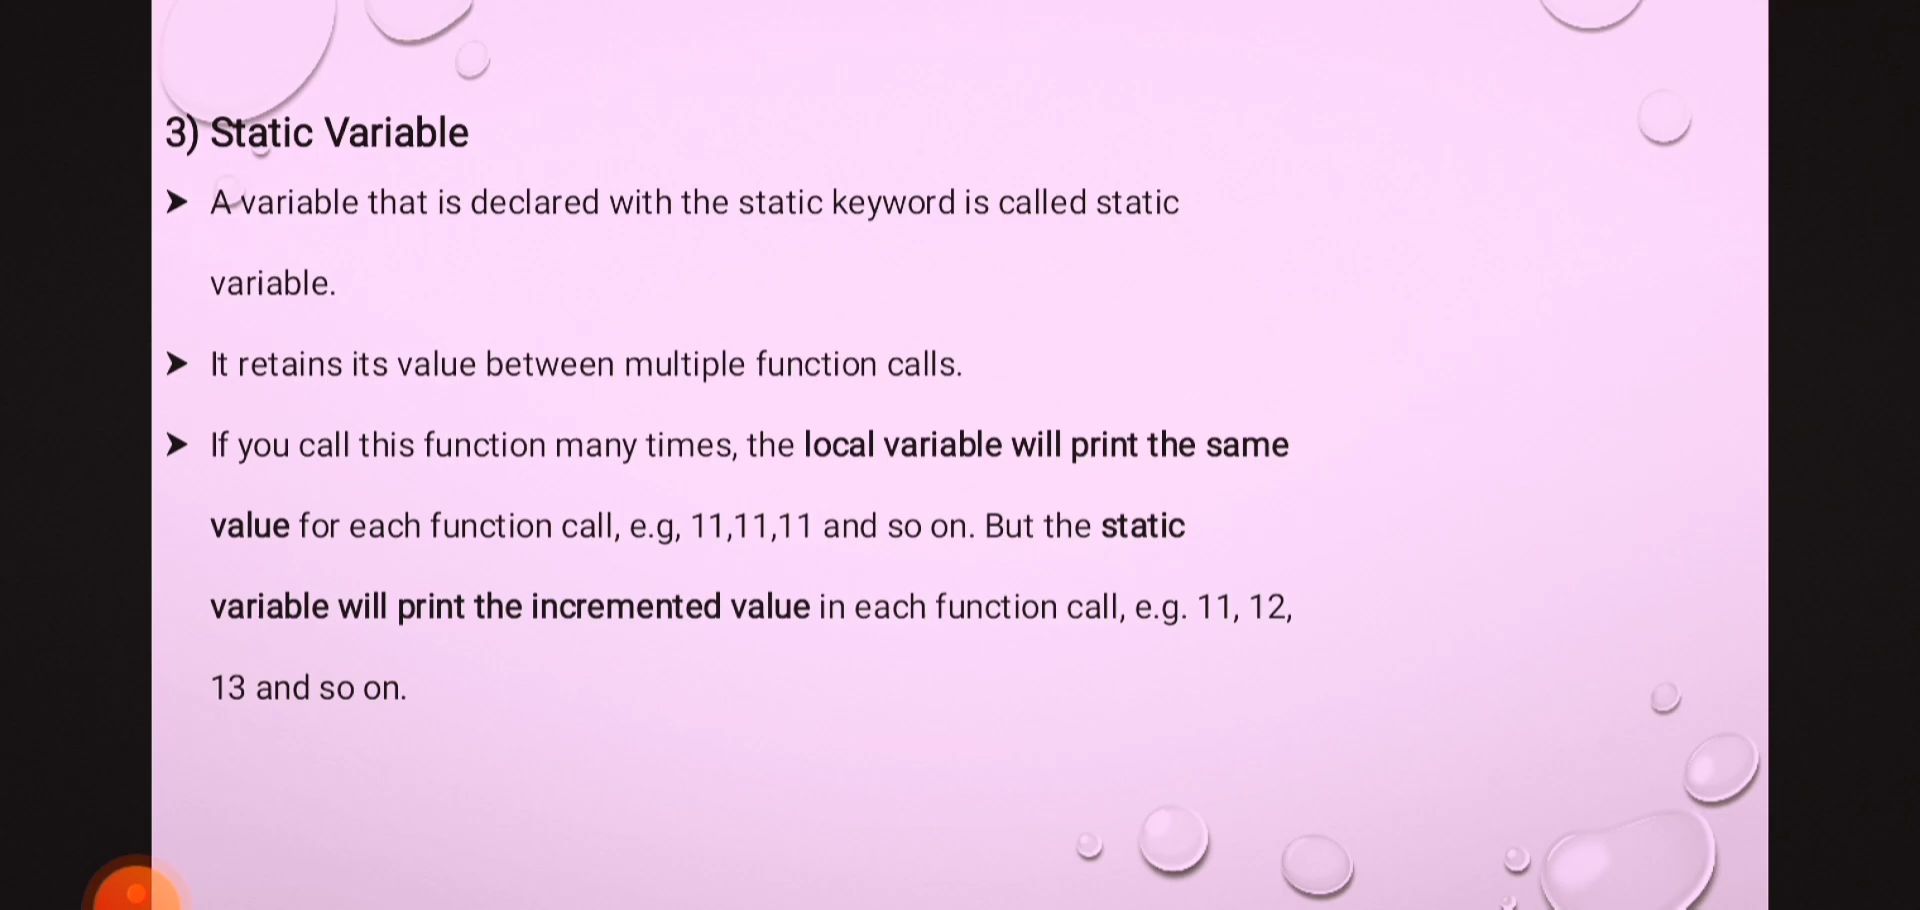 3) Static Variable
➤ A variable that is declared with the static keyword is called static
variable.
➤ It retains its value between multiple function calls.
➤ If you call this function many times, the local variable will print the same
value for each function call, e.g, 11,11,11 and so on. But the static
variable will print the incremented value in each function call, e.g. 11, 12,
13 and so on.